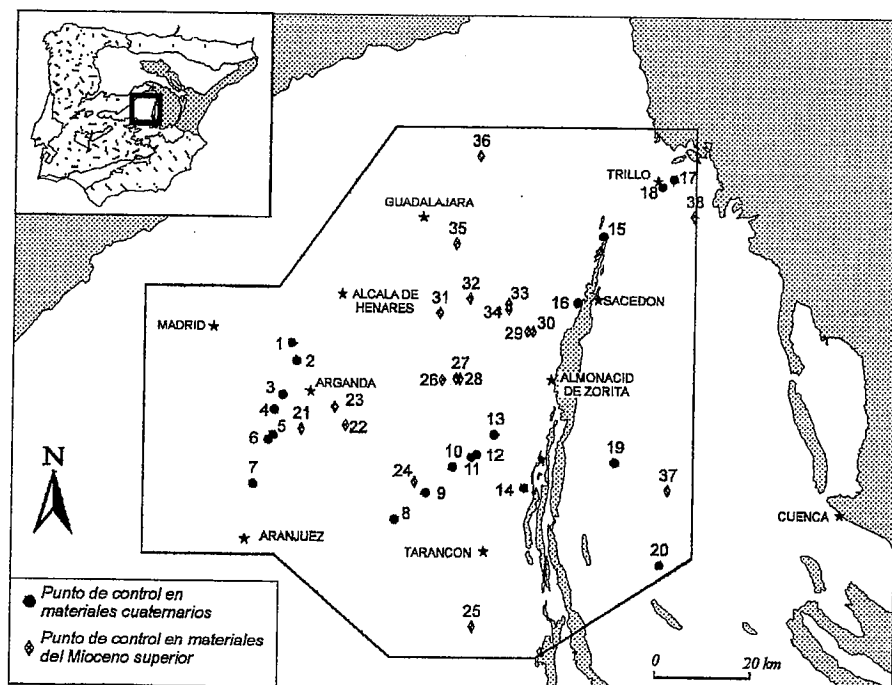 36
TRILLO
17
18
38
GUADALAJARA
15
35
32
33
ALCALA DE
HENARES
31
34
16
SACEDON
MADRID
29
30
1
2
27
ARGANDA
26
28
ALMONACID
DE ZORITA
3
23
4
21
13
5
22
6
10
12
19
11
N
7
24
9
14
37
8
CUENCA
ARANJUEZ
TARANCON
20
Punto de control en
materiales cuaternarios
25
Punto de control en materiales
del Mioceno superior
0
20 km